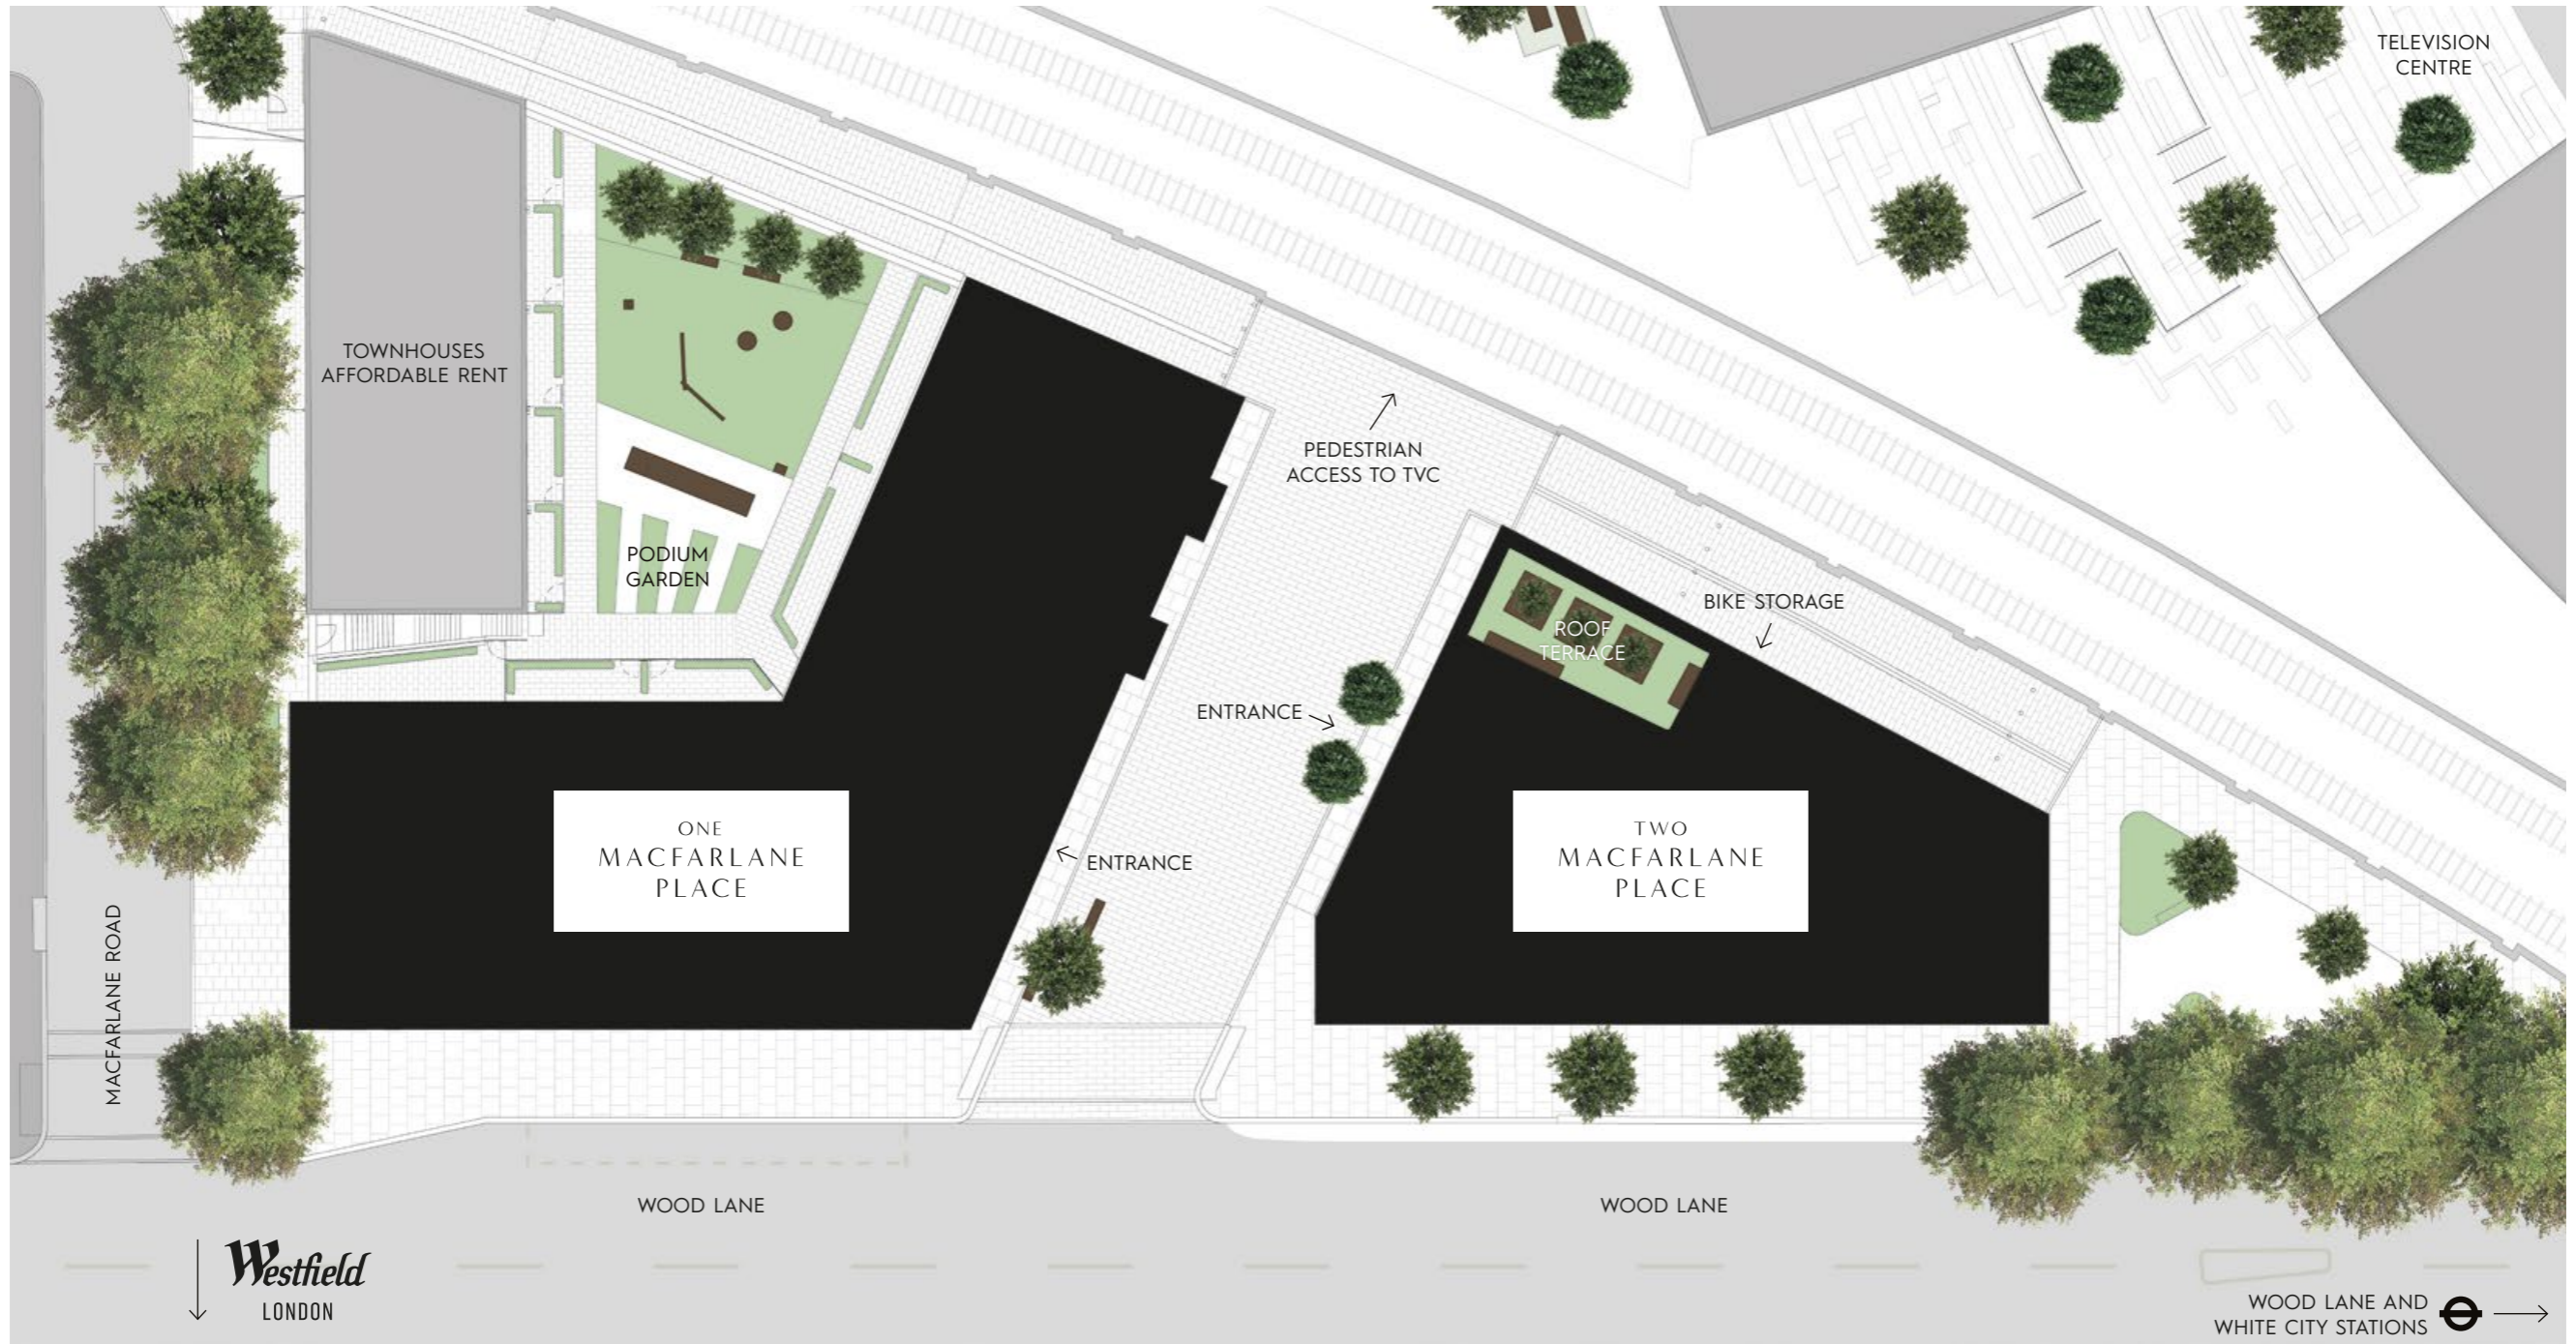 TELEVISION
CENTRE
TOWNHOUSES
AFFORDABLE RENT
PEDESTRIAN
ACCESS TO TVC
PODIUM
GARDEN
BIKE STORAGE
ROOF
TERRACE
ENTRANCE
ONE
MACFARLANE
PLACE
TWO
MACFARLANE
PLACE
ENTRANCE
MACFARLANE ROAD
WOOD LANE
WOOD LANE
Westfield
LONDON
WOOD LANE AND
WHITE CITY STATIONS